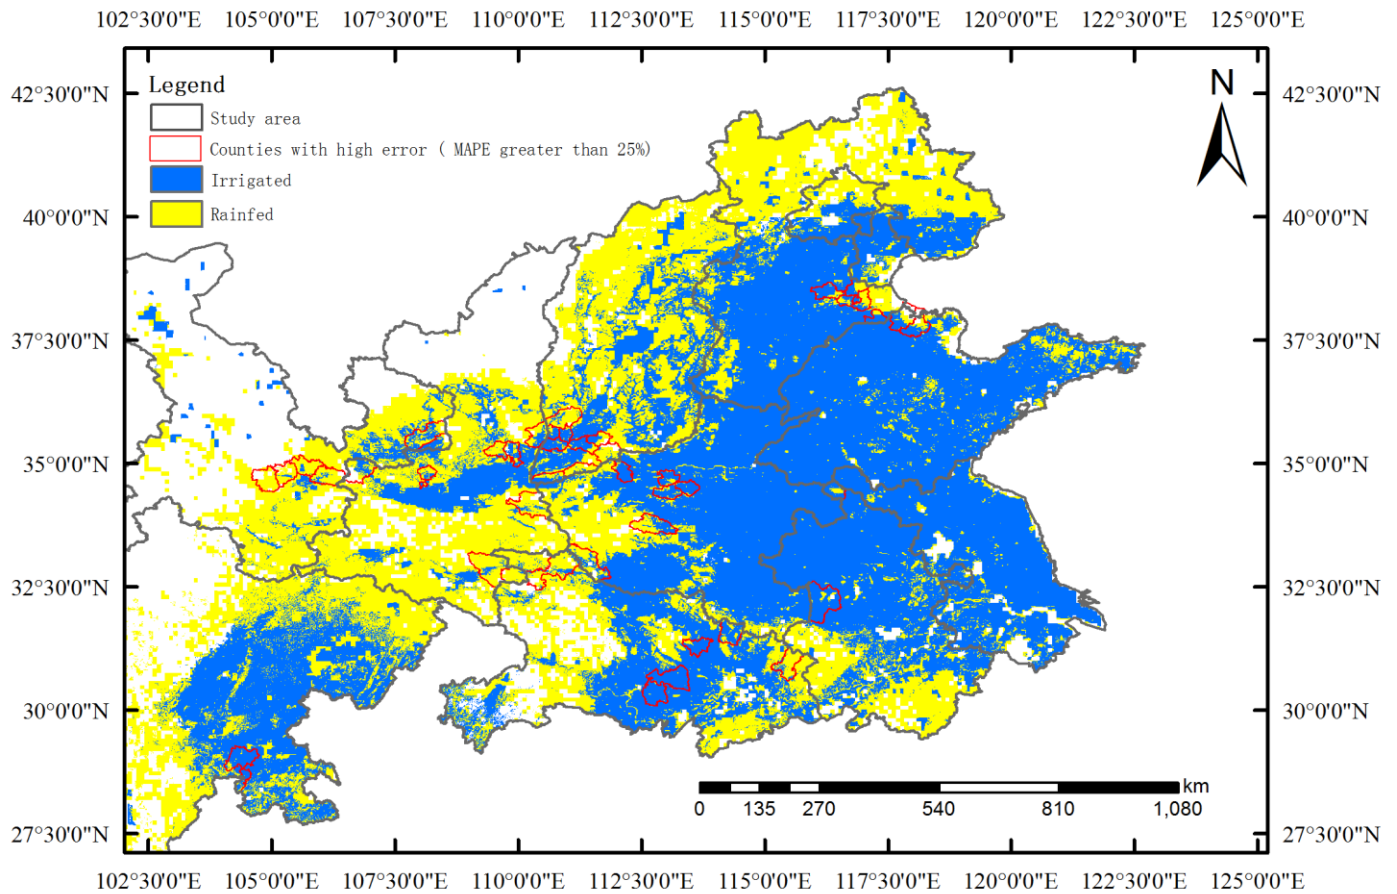 102°30'0"E 105°0'0"E 107°30'0"E 110°0'0"E 112°30'0"E 115°0'0"E 117°30'0"E 120°0'0"E 122°30'0"E 125°0'0"E
Legend
N
42°30'0"N 42°30'0"N
Study area
Counties with high error ( MAPE greater than 25%)
Irrigated
Rainfed
40°0'0"N 40°0'0"N
37°30'0"N 37°30'0"N
35°0'0"N 35°0'0"N
32°30'0"N 32°30'0"N
30°0'0"N 30°0'0"N
km
0 135 270 540 810 1,080
27°30'0"N 27°30'0"N
102°30'0"E 105°0'0"E 107°30'0"E 110°0'0"E 112°30'0"E 115°0'0"E 117°30'0"E 120°0'0"E 122°30'0"E 125°0'0"E